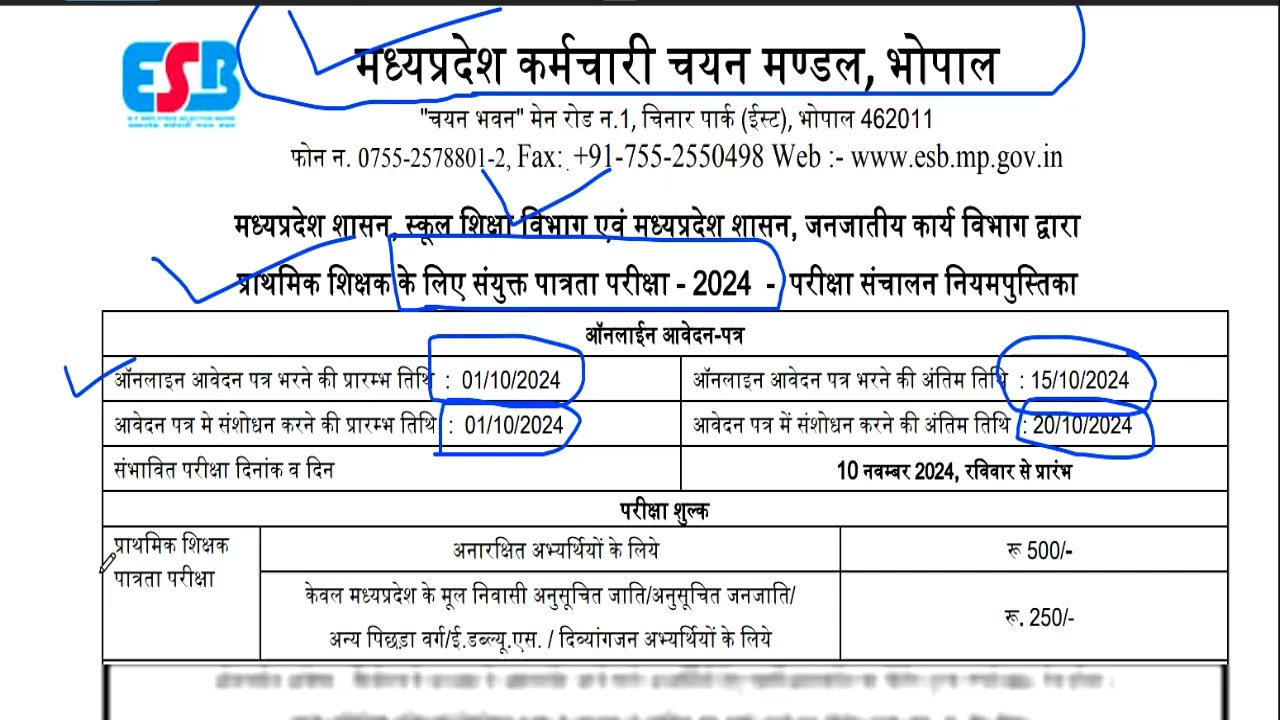 ESB
मध्यप्रदेश कर्मचारी चयन मण्डल, भोपाल
"चयन भवन" मेन रोड न.1, चिनार पार्क (ईस्ट), भोपाल 462011
फोन न. 0755-2578801-2, Fax: +91-755-2550498 Web :- www.esb.mp.gov.in
मध्यप्रदेश शासन, स्कूल शिक्षा विभाग एवं मध्यप्रदेश शासन, जनजातीय कार्य विभाग द्वारा
प्राथमिक शिक्षक के लिए संयुक्त पात्रता परीक्षा - 2024 - परीक्षा संचालन नियमपुस्तिका
ऑनलाईन आवेदन-पत्र
ऑनलाइन आवेदन पत्र भरने की प्रारम्भ तिथि : 01/10/2024 ऑनलाइन आवेदन पत्र भरने की अंतिम तिथि : 15/10/2024
आवेदन पत्र मे संशोधन करने की प्रारम्भ तिथि : 01/10/2024 आवेदन पत्र में संशोधन करने की अंतिम तिथि : 20/10/2024
संभावित परीक्षा दिनांक व दिन 10 नवम्बर 2024, रविवार से प्रारंभ
परीक्षा शुल्क
प्राथमिक शिक्षक
पात्रता परीक्षा
अनारक्षित अभ्यर्थियों के लिये रू 500/-
केवल मध्यप्रदेश के मूल निवासी अनुसूचित जाति/अनुसूचित जनजाति/
अन्य पिछड़ा वर्ग/ई.डब्ल्यू.एस. / दिव्यांगजन अभ्यर्थियों के लिये
रू. 250/-